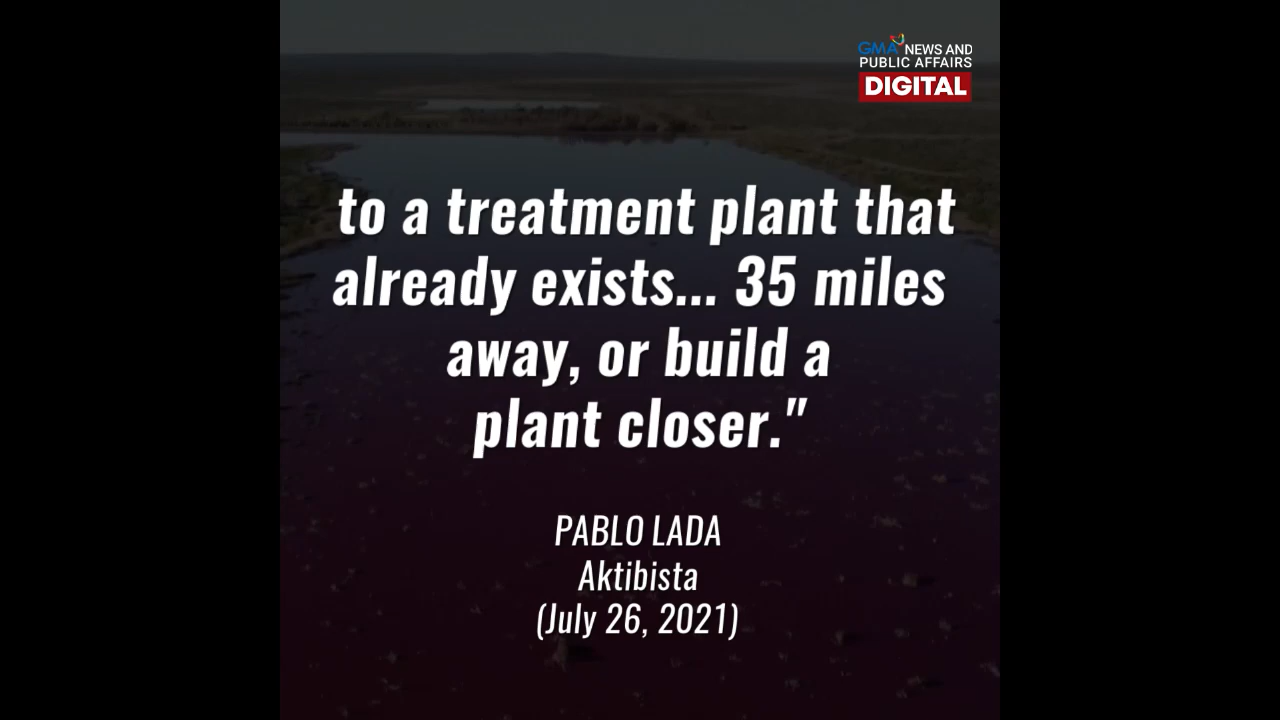 GMA NEWS AND
PUBLIC AFFAIRS
DIGITAL
to a treatment plant that
already exists... 35 miles
away, or build a
plant closer."
PABLO LADA
Aktibista
(July 26, 2021)